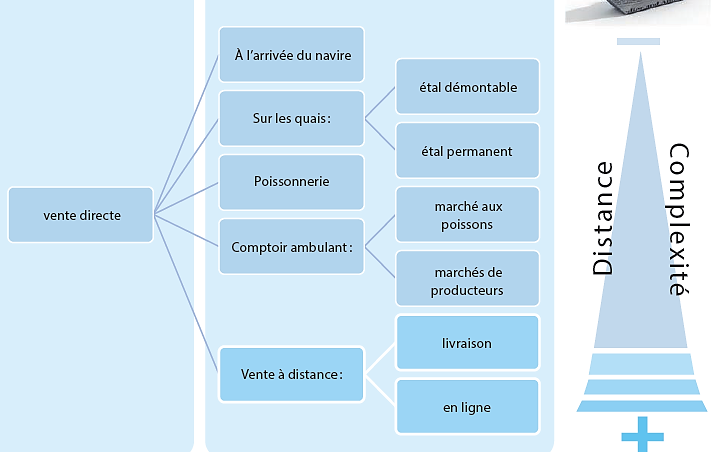 À l'arrivée du navire
étal démontable
Sur les quais :
étal permanent
Poissonnerie
vente directe
marché aux
poissons
Comptoir ambulant :
marchés de
producteurs
livraison
Vente à distance :
en ligne
Distance
Complexité